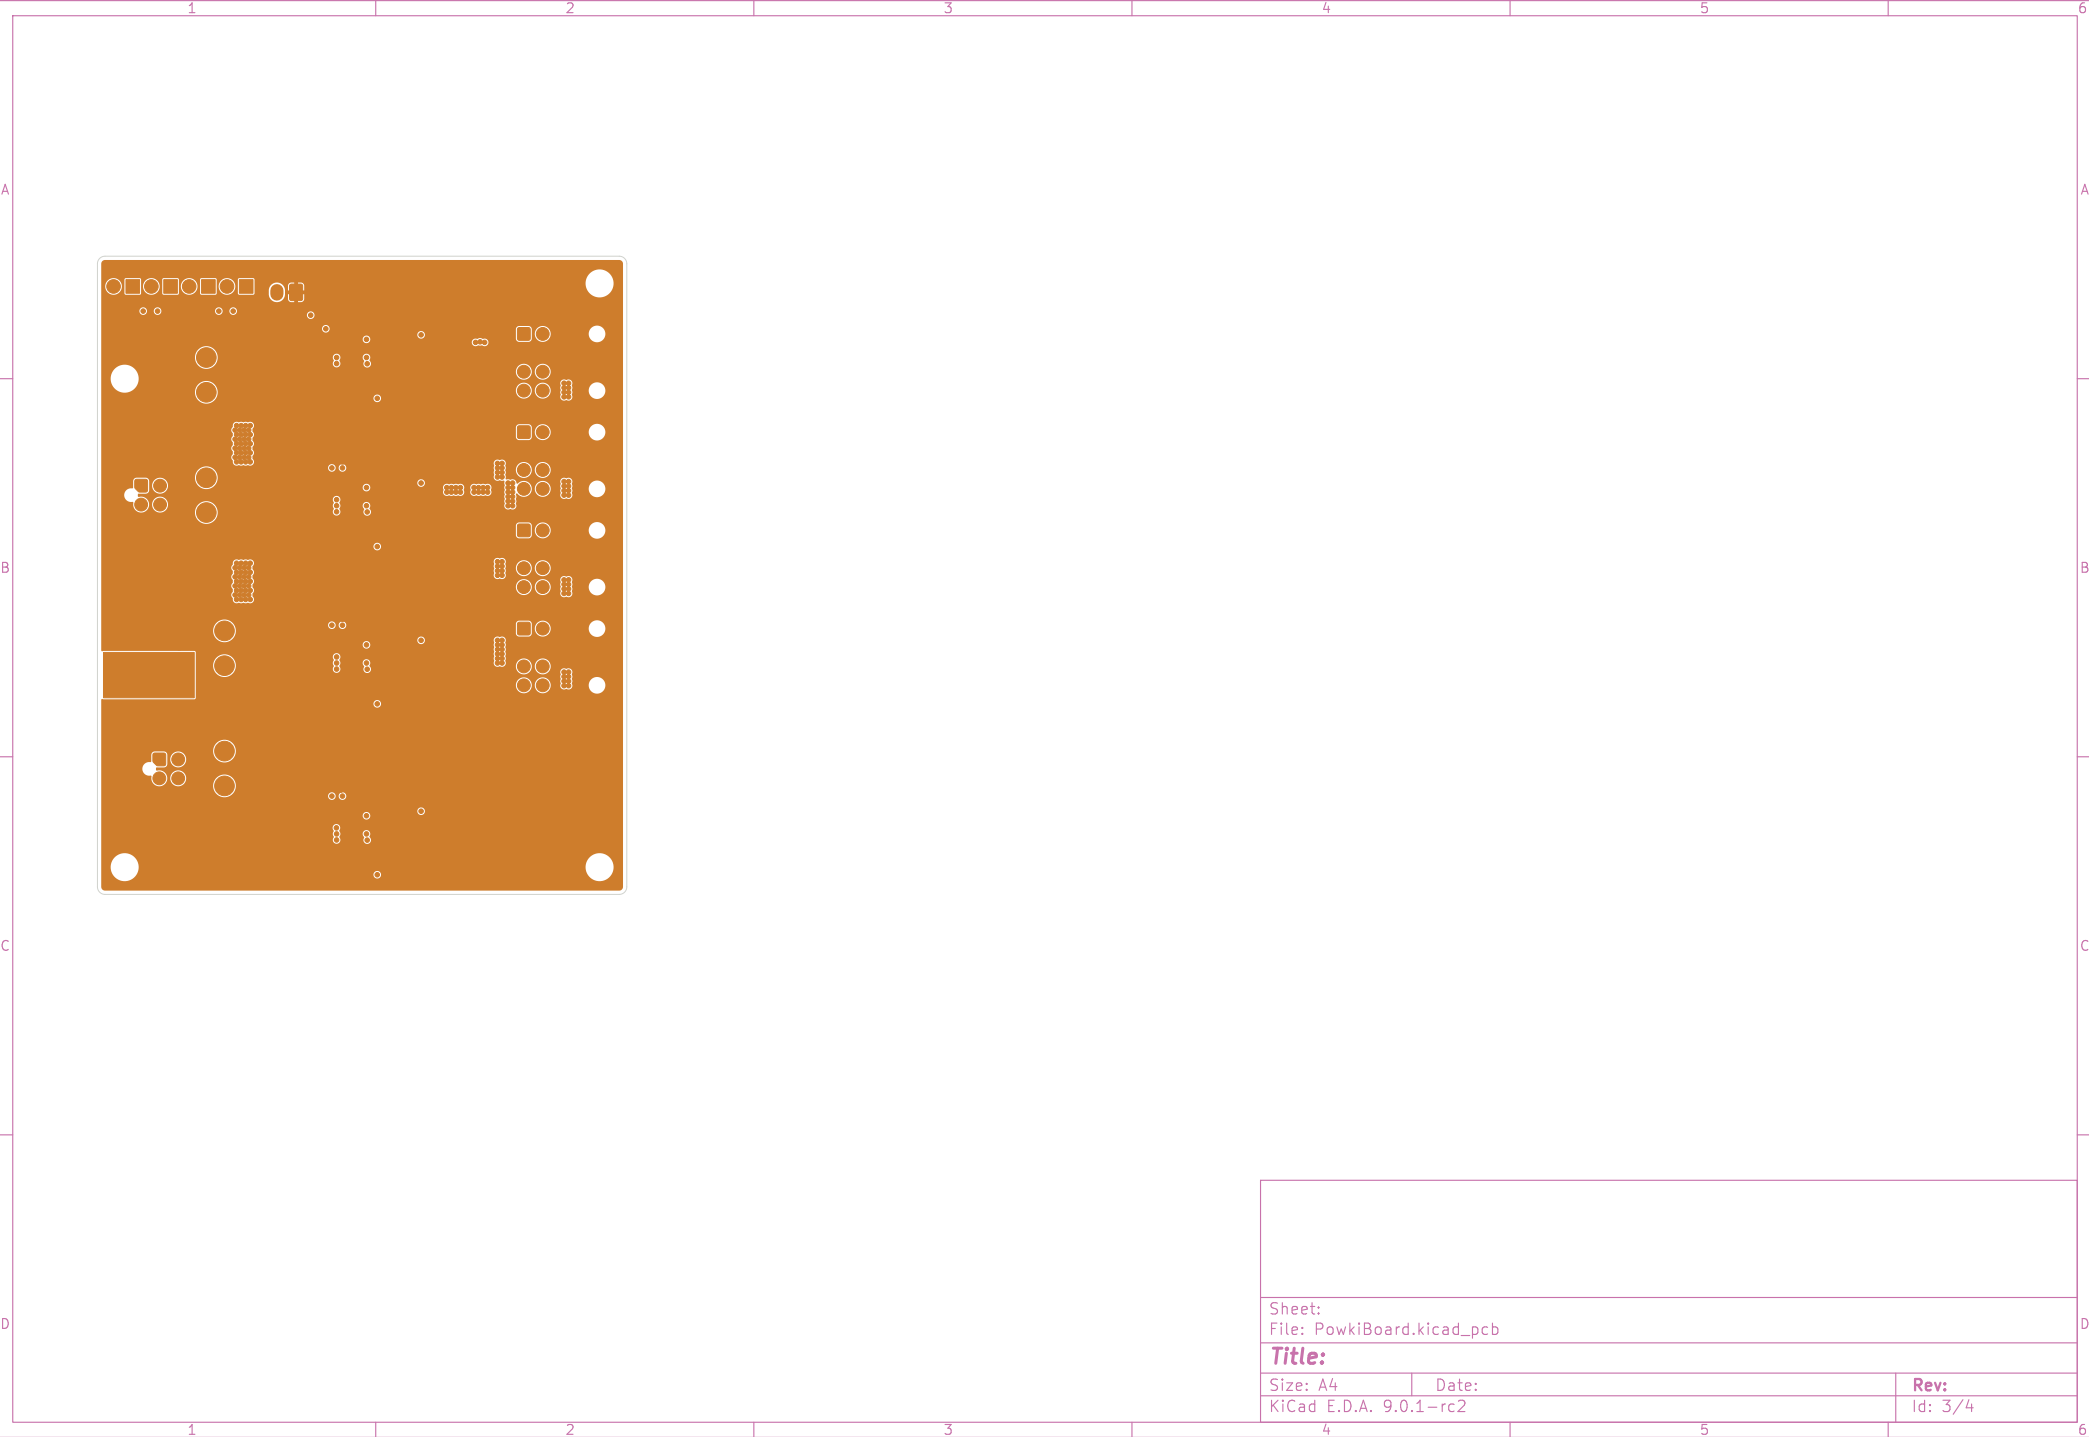 1 2 3 4 5 6
A A
B B
C C
Sheet:
File: PowkiBoard.kicad_pcb
D D
Title:
Size: A4 Date: Rev:
KiCad E.D.A. 9.0.1-rc2 Id: 3/4
1 2 3 4 5 6